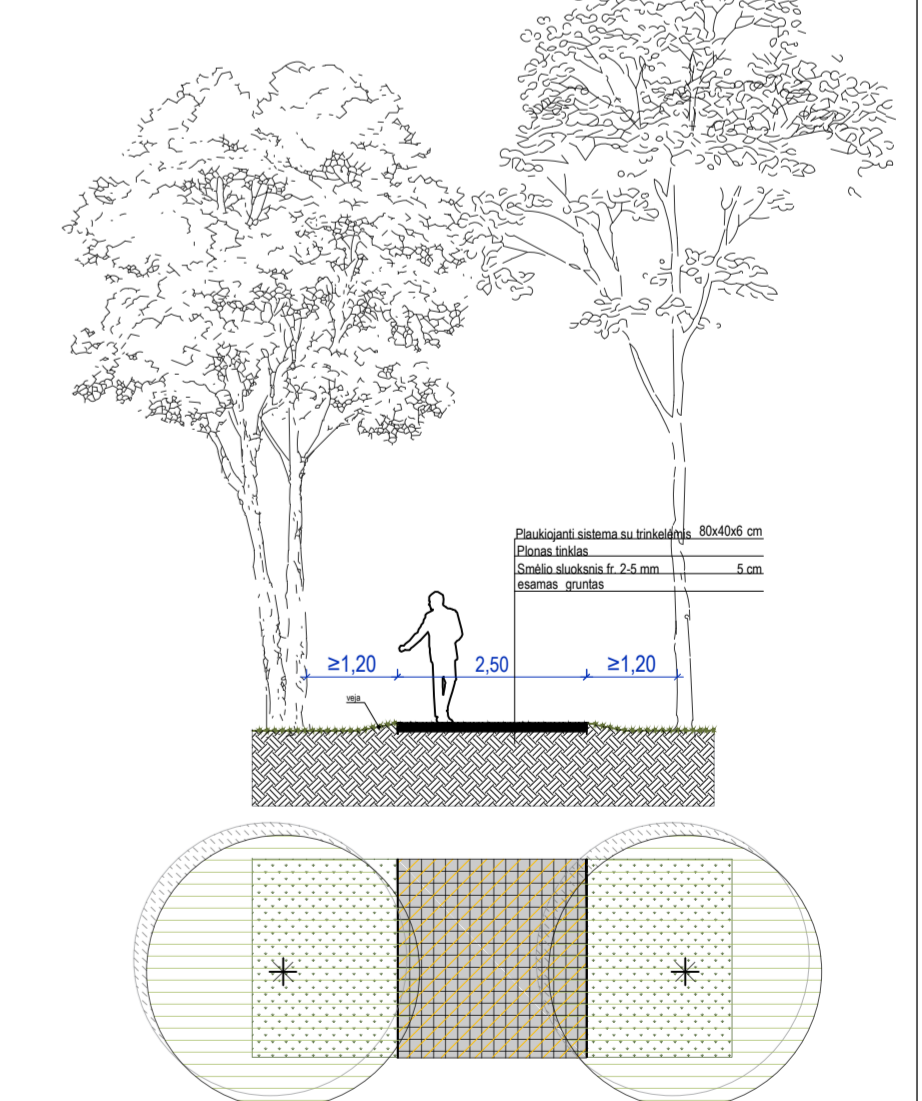 Plaukiojanti sistema su trinkelėmis 80x40x6 cm
Plonas tinklas
Smėlio sluoksnis fr. 2-5 mm 5 cm
esamas gruntas
≥1,20 2,50 ≥1,20
veja